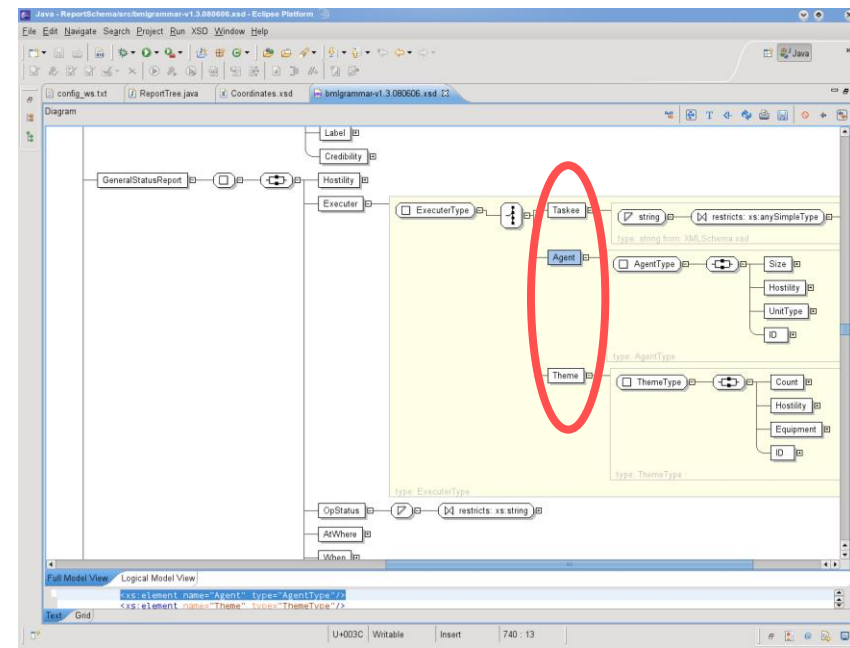 Java - ReportSchema/src/bmlgrammar-v1.3.080606.xsd - Eclipse Platform
File Edit Navigate Search Project Run XSD Window Help
Java
config_ws.txt ReportTree.java Coordinates.xsd bmlgrammar-v1.3.080606.xsd
Diagram
Label
Credibility
GeneralStatusReport Hostility
Executer ExecuterType Taskee string restricts: xs:anySimpleType
type: string from XMLSchema.xsd
Agent AgentType Size
Hostility
UnitType
ID
type: AgentType
Theme ThemeType Count
Hostility
Equipment
ID
type: ThemeType
type: ExecuterType
OpStatus restricts: xs:string
AtWhere
When
Full Model View Logical Model View
<xs:element name="Agent" type="AgentType"/>
<xs:element name="Theme" type="ThemeType"/>
Text Grid
U+003C Writable Insert 740 : 13